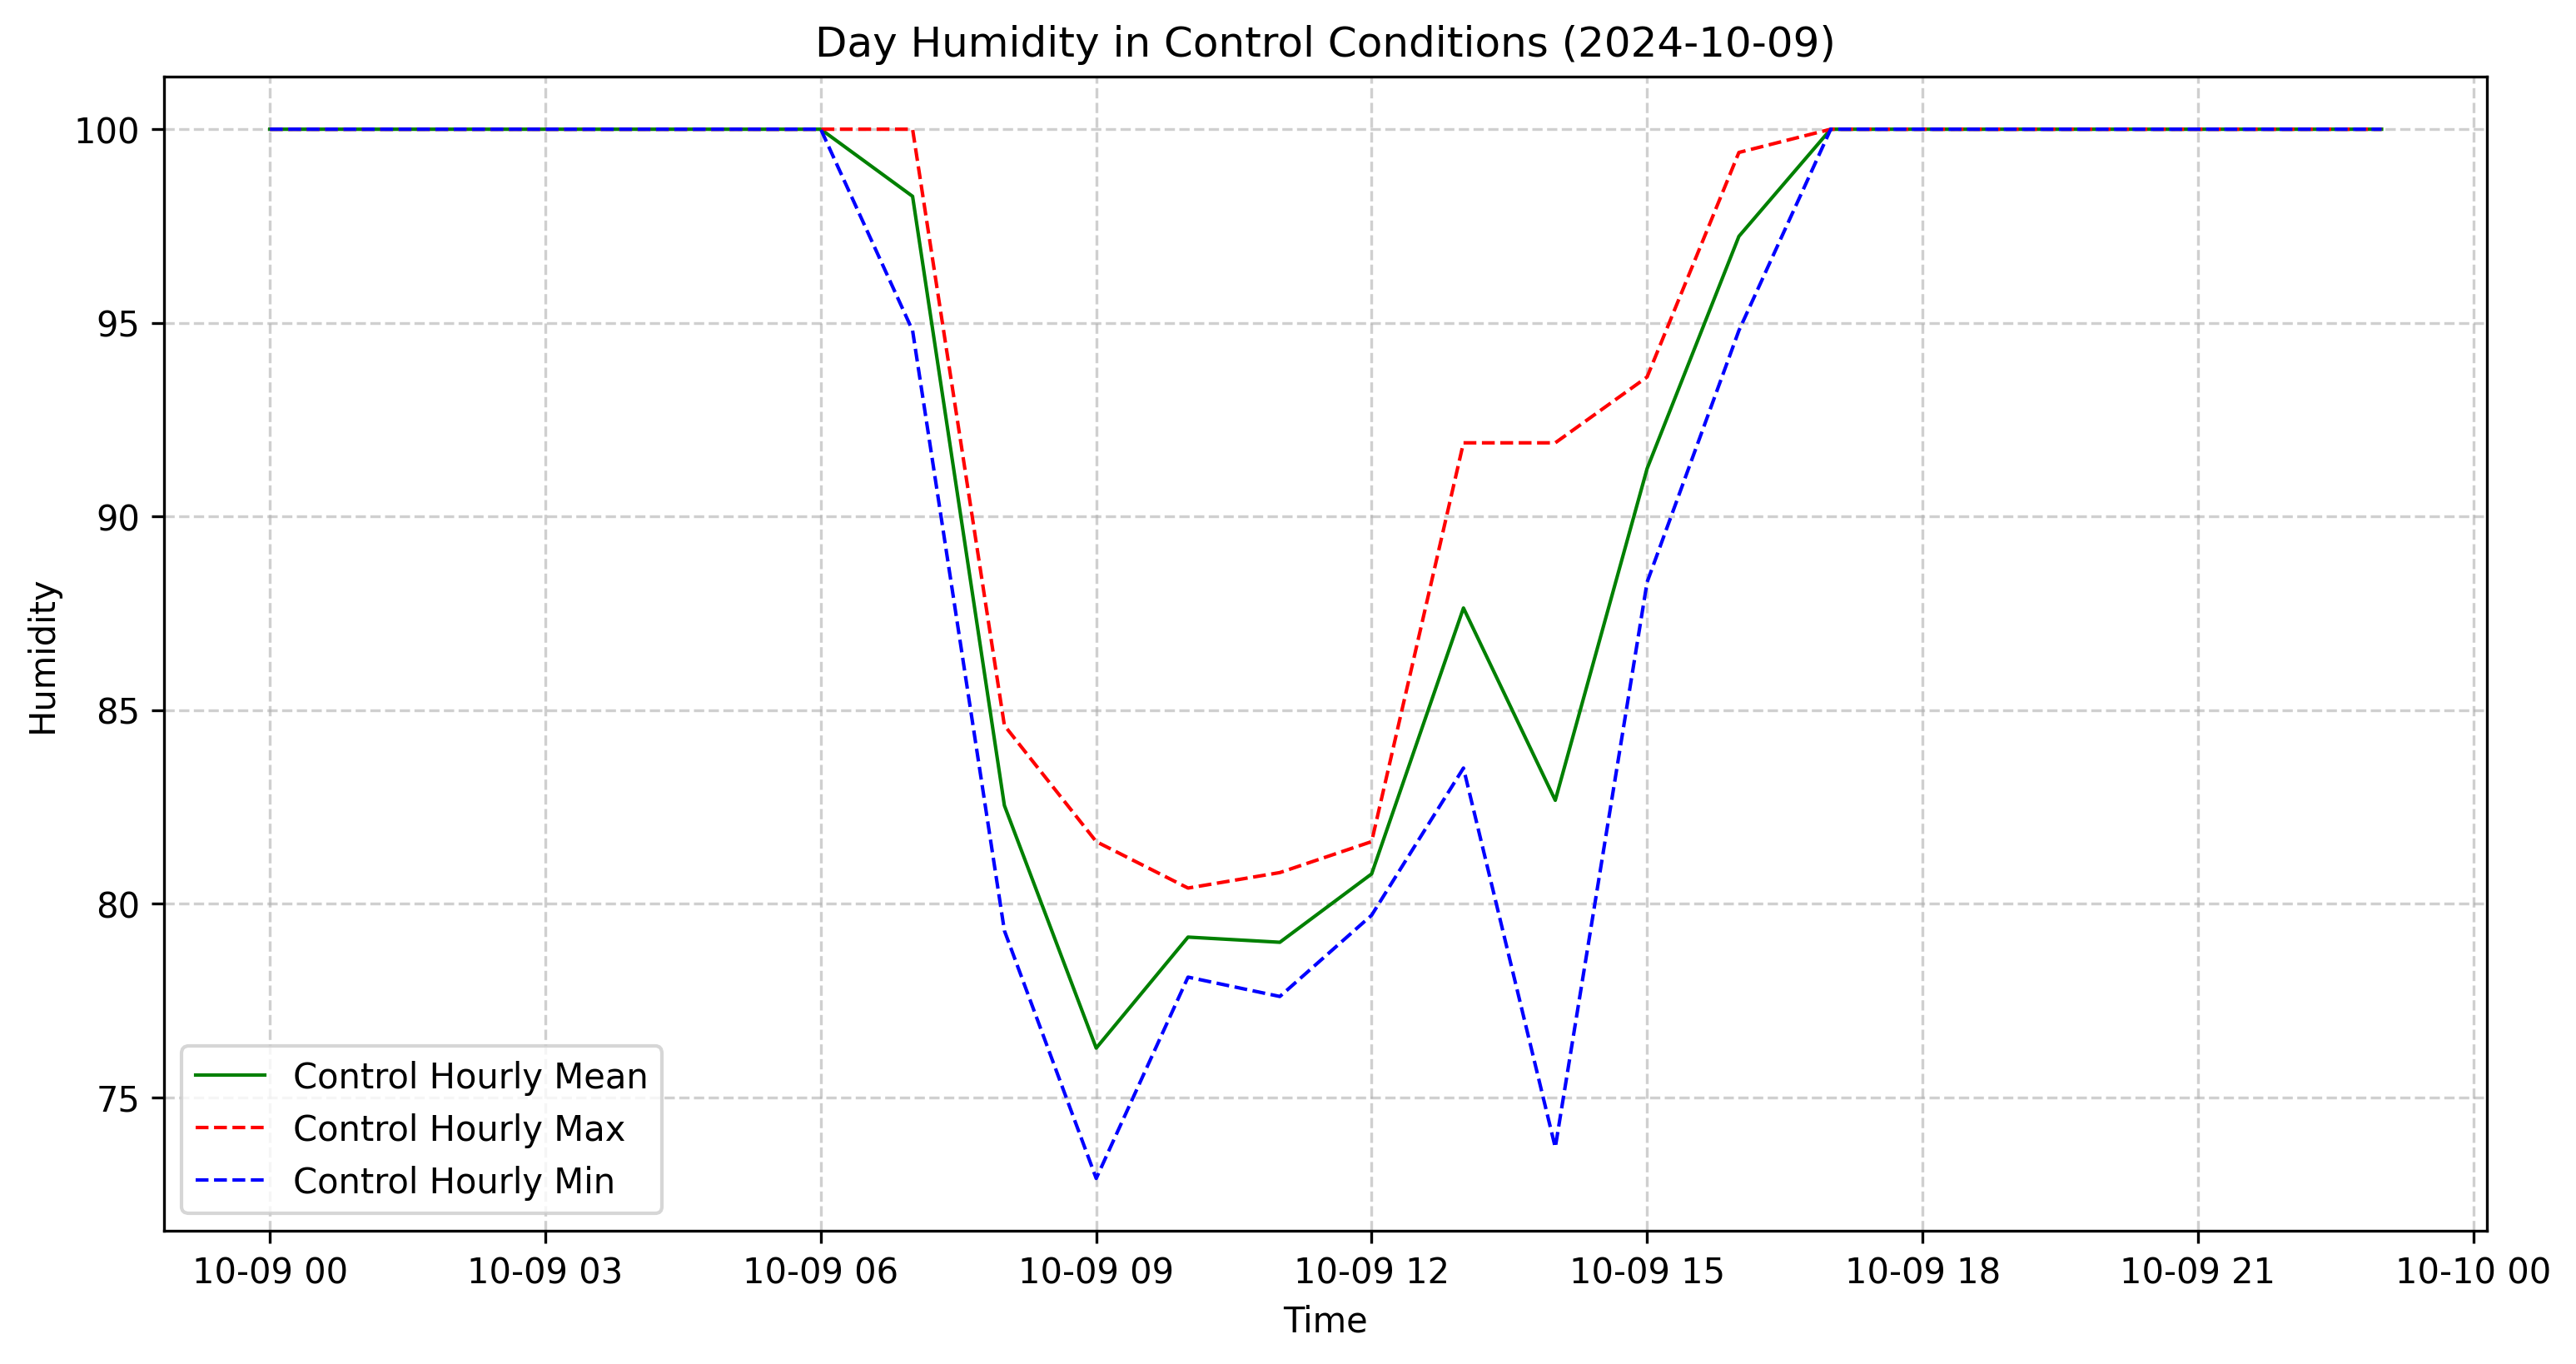 Day Humidity in Control Conditions (2024-10-09)
Humidity
100
95
90
85
80
75
Control Hourly Mean
Control Hourly Max
Control Hourly Min
10-09 00 10-09 03 10-09 06 10-09 09 10-09 12 10-09 15 10-09 18 10-09 21 10-10 00
Time